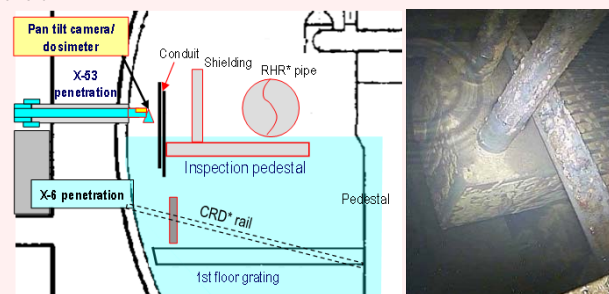 Pan tilt camera/
dosimeter
Conduit
Shielding
RHR* pipe
X-53
penetration
Inspection pedestal
X-6 penetration
Pedestal
CRD* rail
1st floor grating